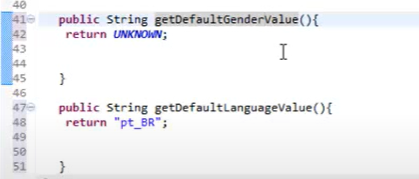 40
41 public String getDefaultGenderValue(){
42 return UNKNOWN;
43
44
45 }
46
47 public String getDefaultLanguageValue(){
48 return "pt_BR";
49
50
51 }